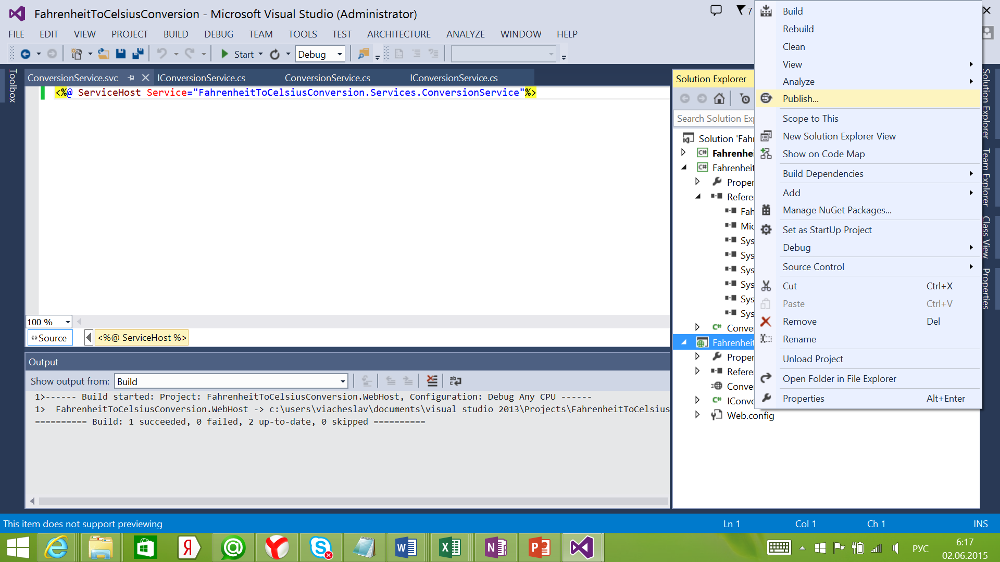 FahrenheitToCelsiusConversion - Microsoft Visual Studio (Administrator)
7
FILE EDIT VIEW PROJECT BUILD DEBUG TEAM TOOLS TEST ARCHITECTURE ANALYZE WINDOW HELP
Start Debug
Toolbox
ConversionService.svc IConversionService.cs ConversionService.cs IConversionService.cs
<%@ ServiceHost Service="FahrenheitToCelsiusConversion.Services.ConversionService"%>
100 %
Source <%@ ServiceHost %>
Output
Show output from: Build
1>------ Build started: Project: FahrenheitToCelsiusConversion.WebHost, Configuration: Debug Any CPU ------
1> FahrenheitToCelsiusConversion.WebHost -> c:\users\viacheslav\documents\visual studio 2013\Projects\FahrenheitToCelsius
========== Build: 1 succeeded, 0 failed, 2 up-to-date, 0 skipped ==========
Solution Explorer
Search Solution Exp
Solution 'Fahr
C# Fahrenhei
C# Fahrenheit
Proper
Refere
Fah
Mic
Sys
Sys
Sys
Sys
Sys
Sys
C# Conver
Fahrenheit
Proper
Refere
Conver
C# IConve
Web.config
Build
Rebuild
Clean
View
Analyze
Publish...
Scope to This
New Solution Explorer View
Show on Code Map
Build Dependencies
Add
Manage NuGet Packages...
Set as StartUp Project
Debug
Source Control
Cut Ctrl+X
Paste Ctrl+V
Remove Del
Rename
Unload Project
Open Folder in File Explorer
Properties Alt+Enter
Solution Explorer
Team Explorer
Class View
Properties
This item does not support previewing Ln 1 Col 1 Ch 1 INS
РУС
6:17
02.06.2015